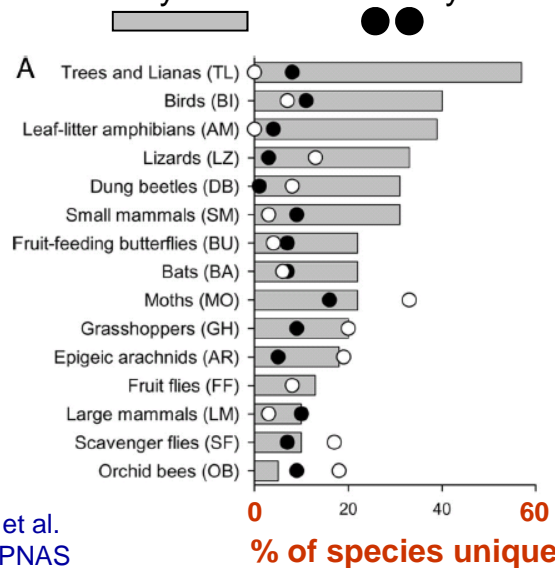 A
Trees and Lianas (TL)
Birds (BI)
Leaf-litter amphibians (AM)
Lizards (LZ)
Dung beetles (DB)
Small mammals (SM)
Fruit-feeding butterflies (BU)
Bats (BA)
Moths (MO)
Grasshoppers (GH)
Epigeic arachnids (AR)
Fruit flies (FF)
Large mammals (LM)
Scavenger flies (SF)
Orchid bees (OB)
0 20 40 60
et al.
PNAS
% of species unique